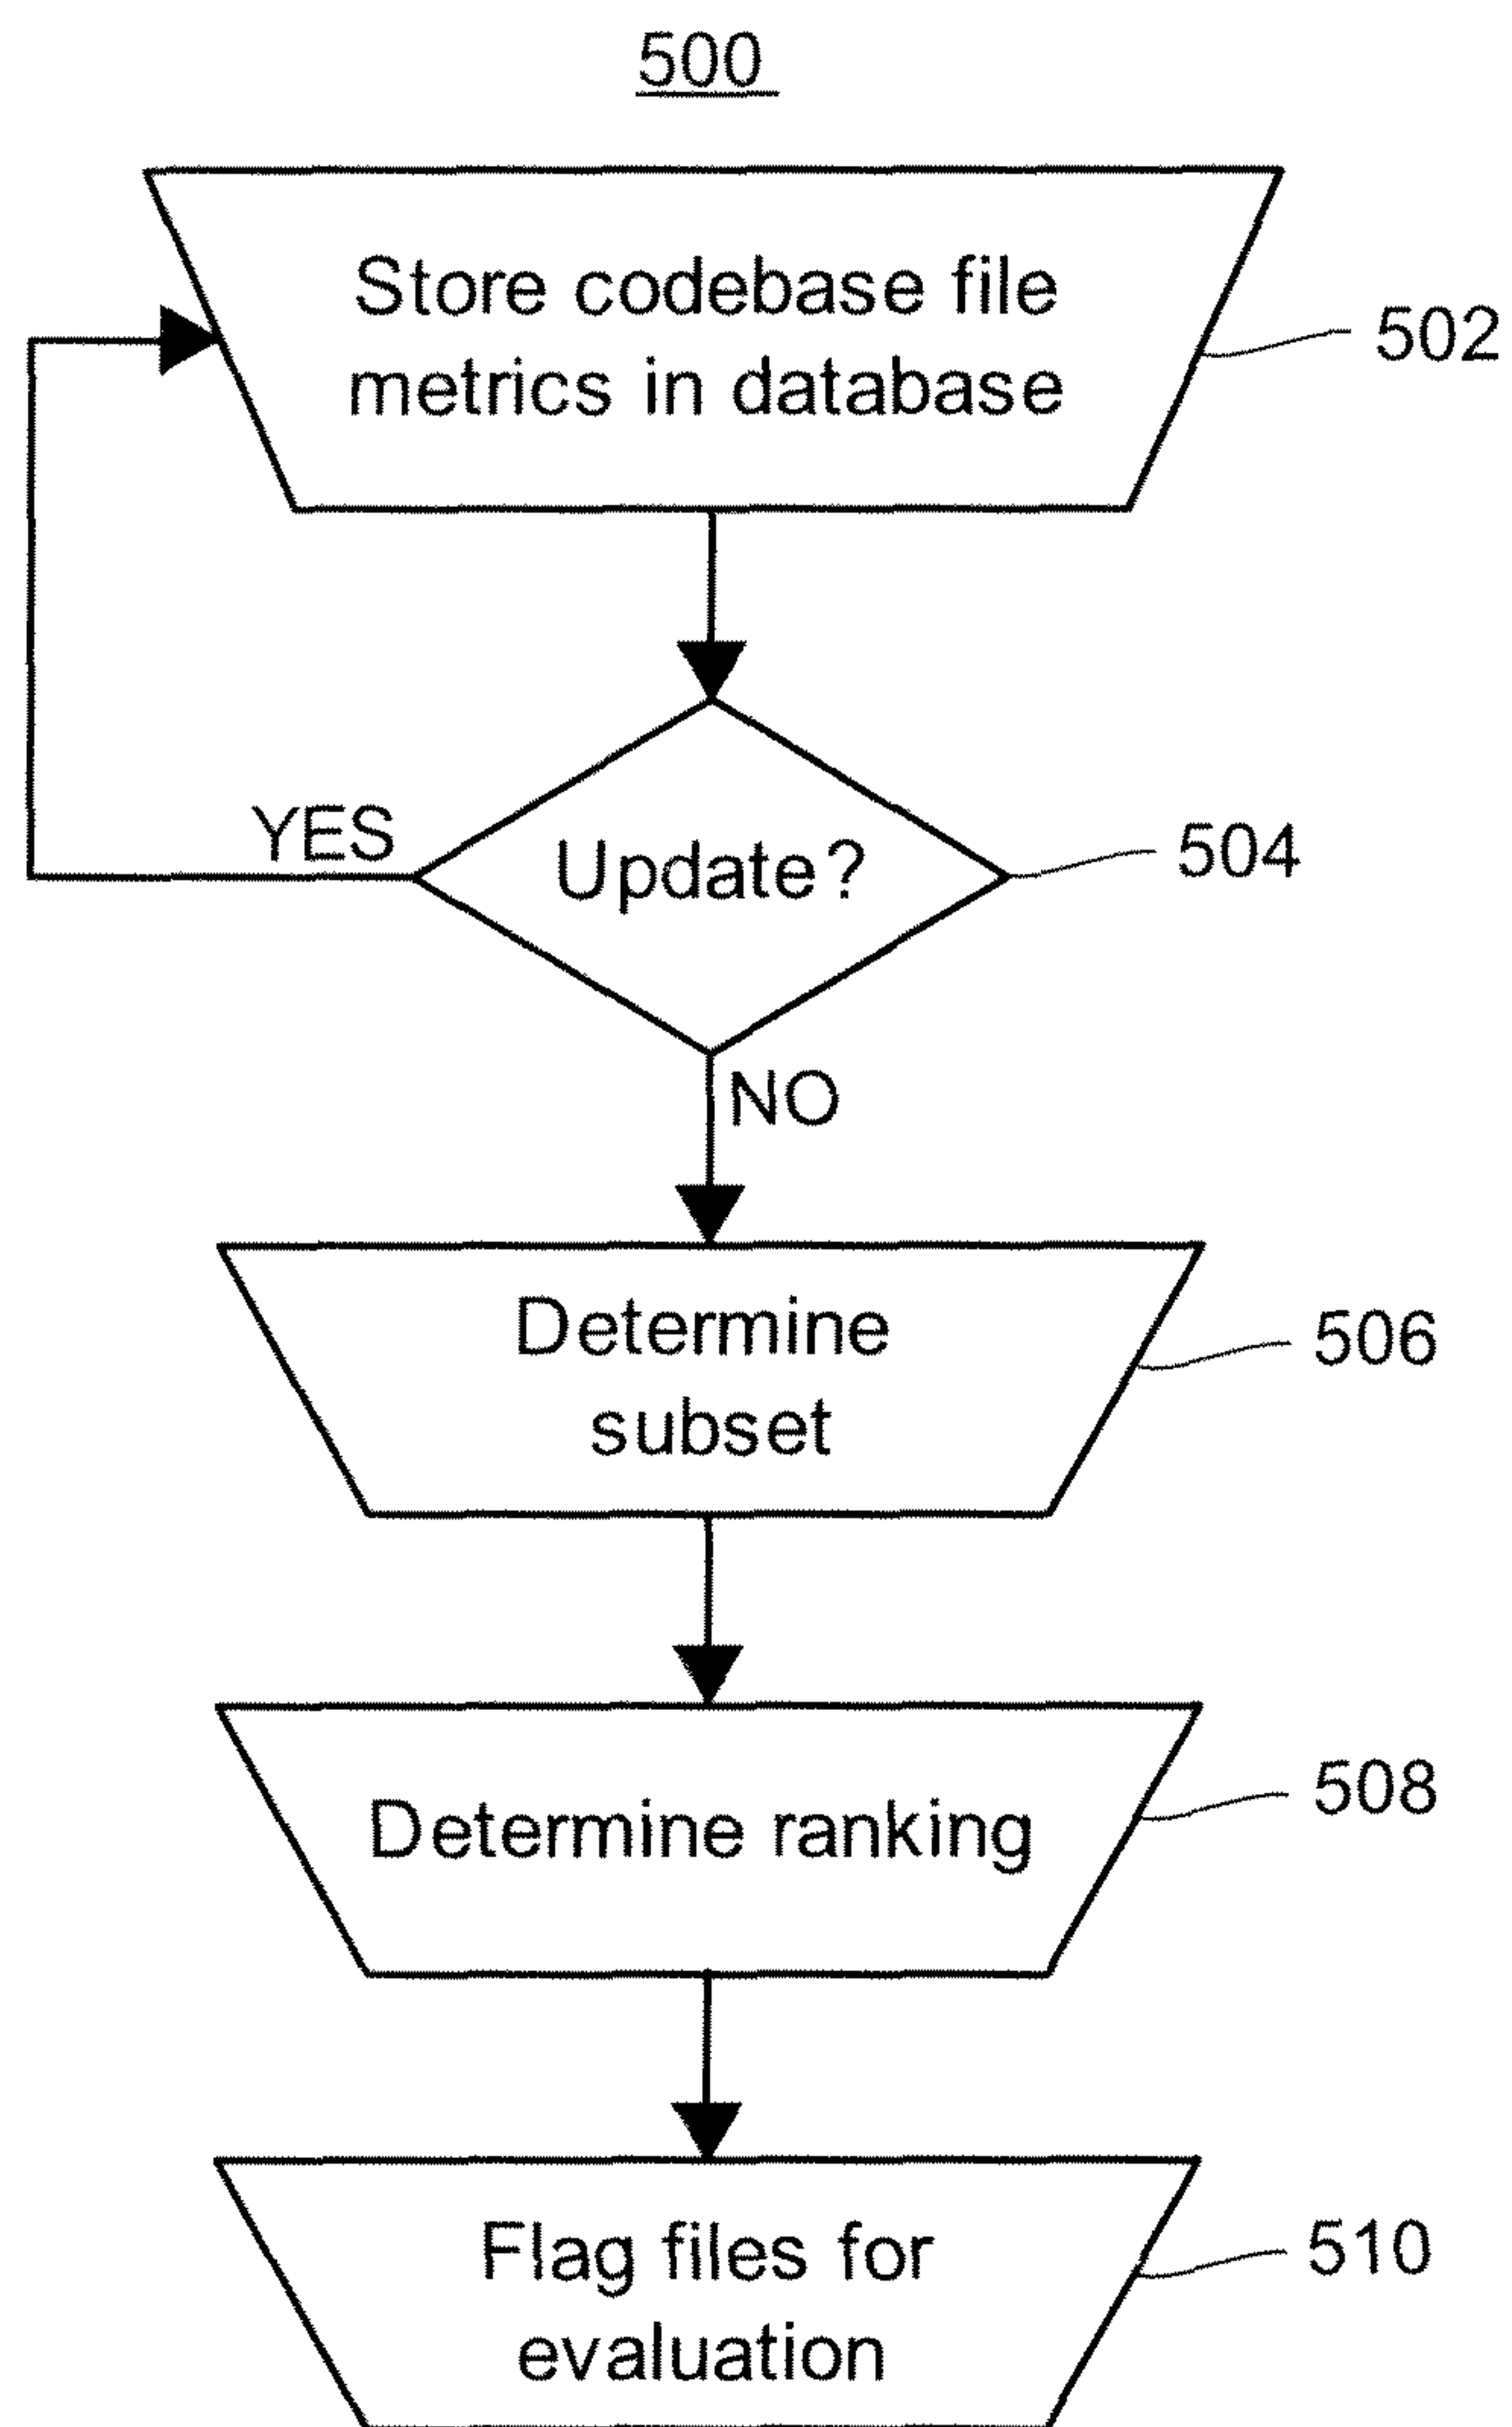 500
Store codebase file
metrics in database
502
YES
Update?
504
NO
Determine
subset
506
Determine ranking
508
Flag files for
evaluation
510